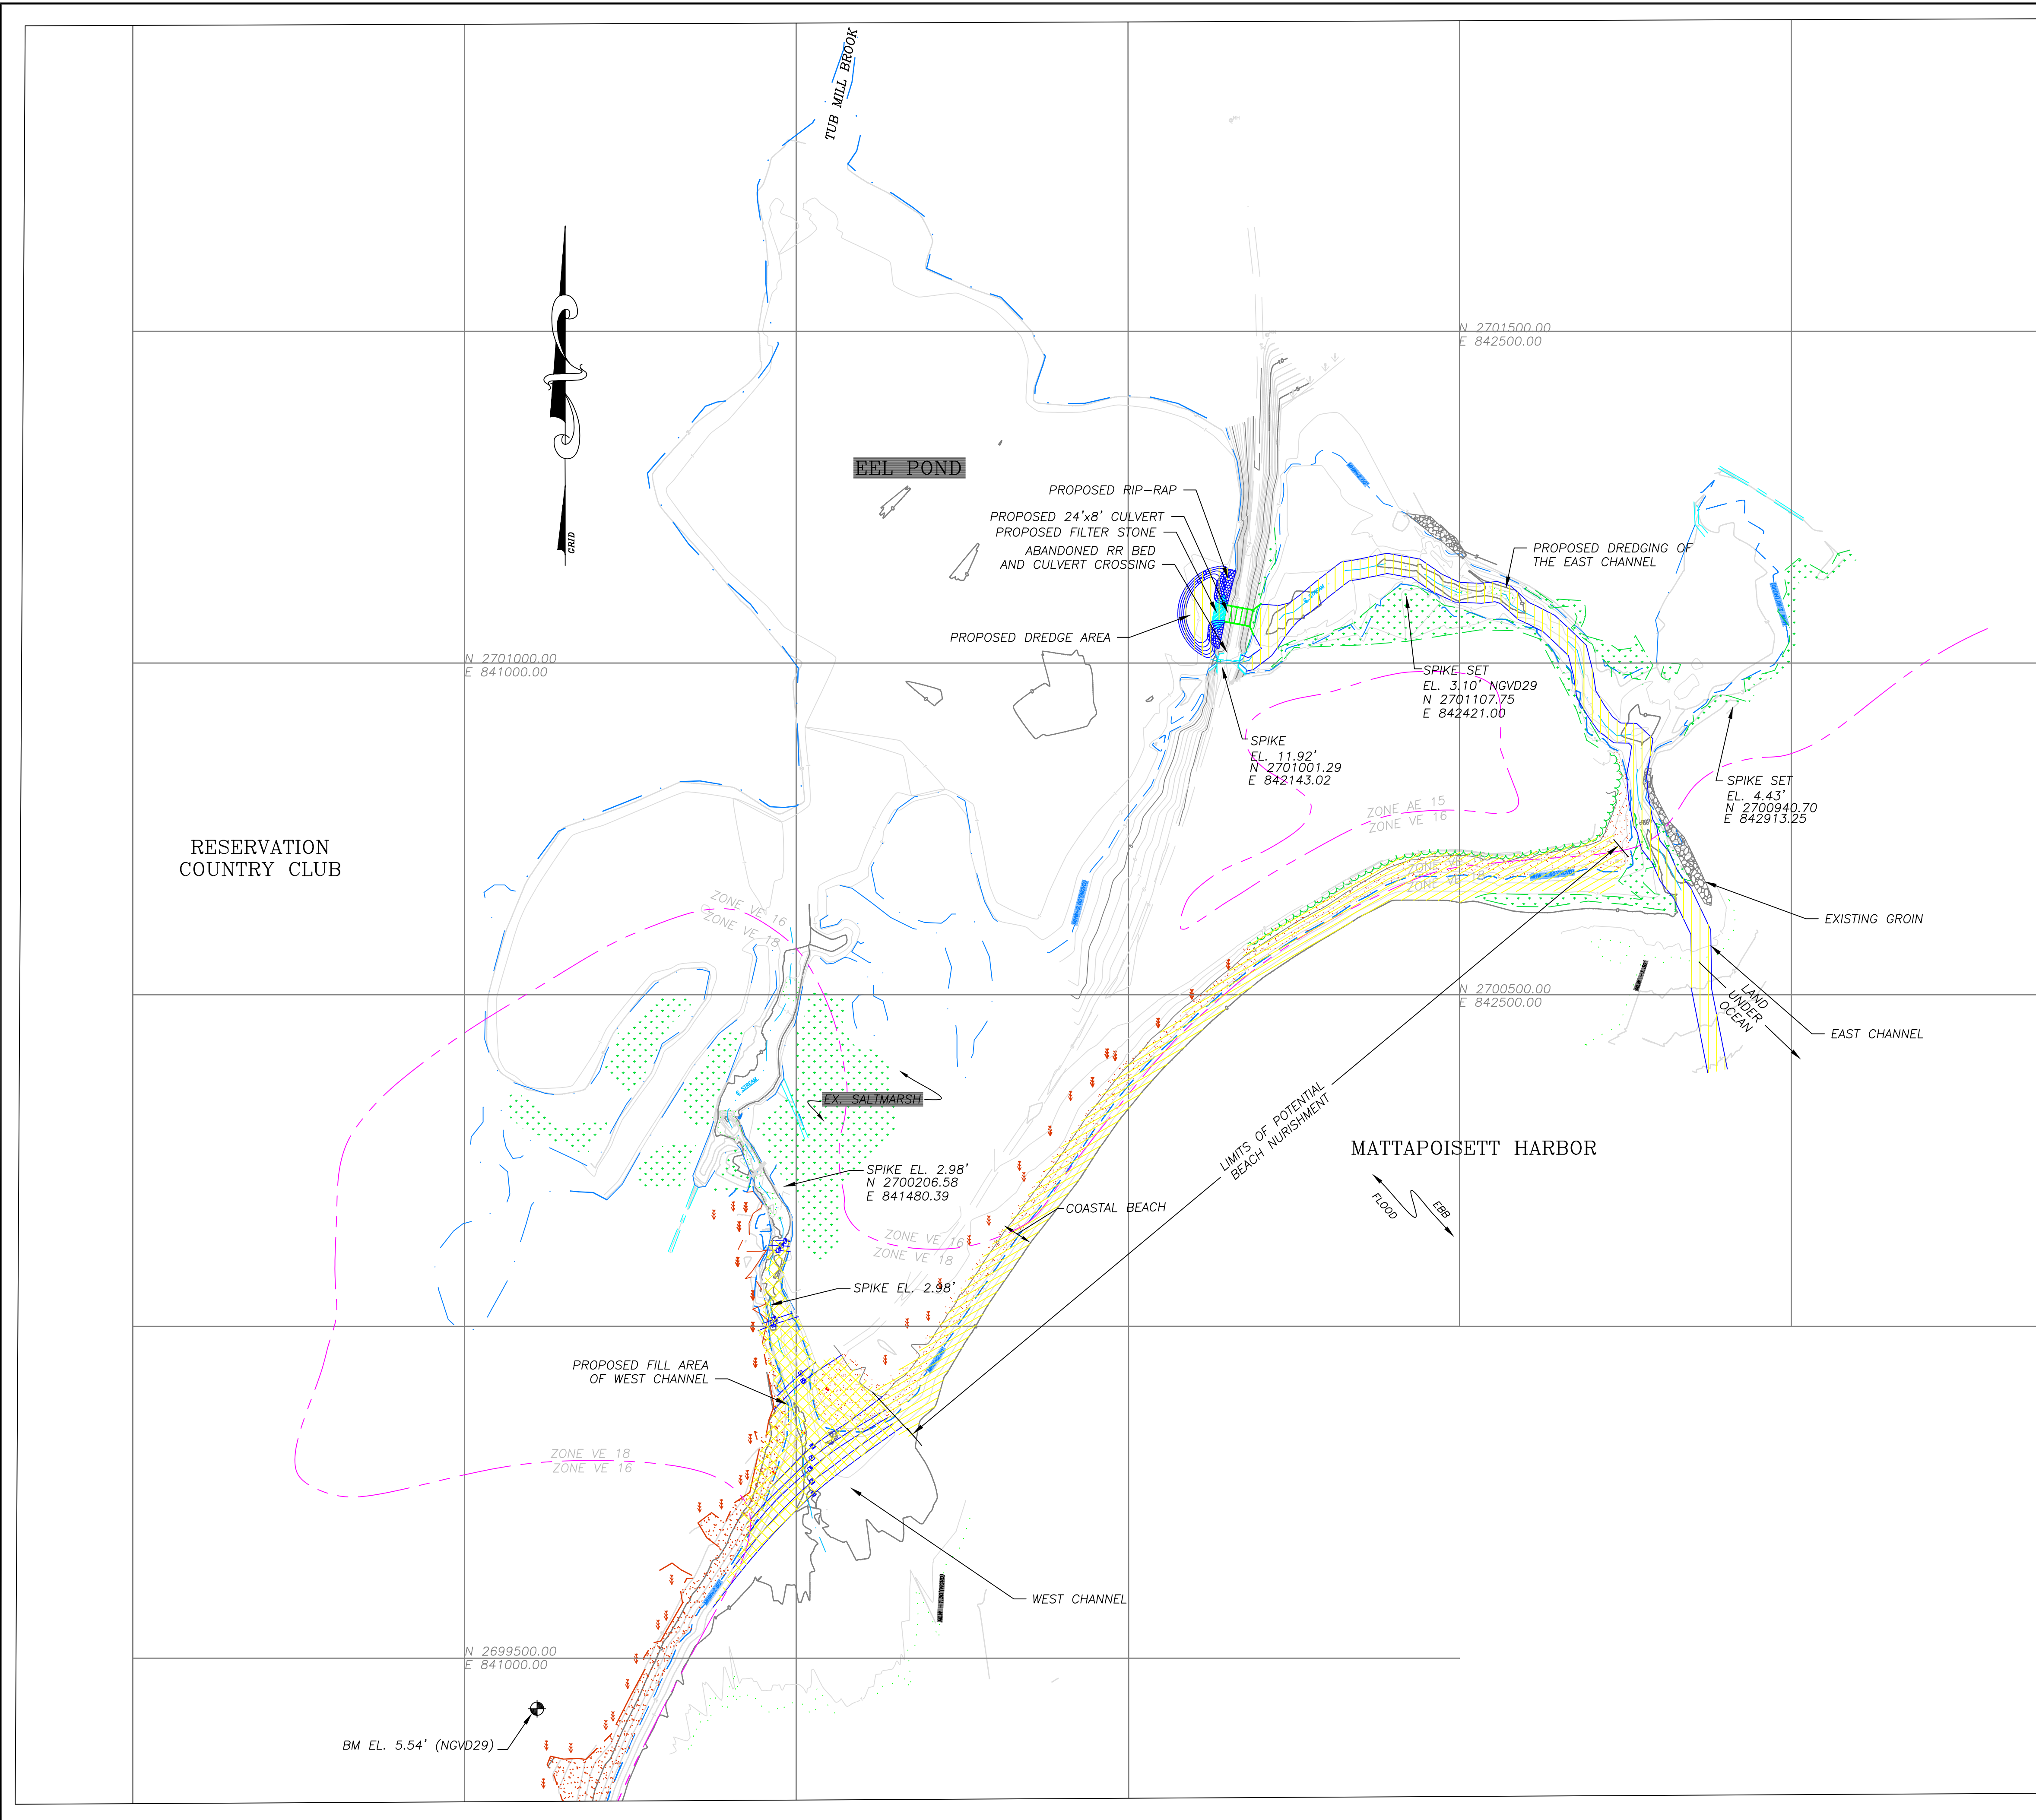 TUB MILL BROOK
GRID
N 2701500.00
E 842500.00
EEL POND
PROPOSED RIP-RAP
PROPOSED 24'x8' CULVERT
PROPOSED FILTER STONE
ABANDONED RR BED
AND CULVERT CROSSING
PROPOSED DREDGE AREA
PROPOSED DREDGING OF
THE EAST CHANNEL
STREAM
N 2701000.00
E 841000.00
SPIKE SET
EL. 3.10' NGVD29
N 2701107.75
E 842421.00
SPIKE
EL. 11.92'
N 2701001.29
E 842143.02
SPIKE SET
EL. 4.43'
N 2700940.70
E 842913.25
ZONE AE 15
ZONE VE 16
RESERVATION
COUNTRY CLUB
ZONE VE
ZONE VE 18
ZONE VE 16
ZONE VE 18
EXISTING GROIN
N 2700500.00
E 842500.00
LAND
UNDER
OCEAN
EAST CHANNEL
STREAM
EX. SALTMARSH
LIMITS OF POTENTIAL
BEACH NURISHMENT
MATTAPOISETT HARBOR
FLOOD
EBB
SPIKE EL. 2.98'
N 2700206.58
E 841480.39
COASTAL BEACH
ZONE VE 16
ZONE VE 18
SPIKE EL. 2.98'
PROPOSED FILL AREA
OF WEST CHANNEL
ZONE VE 18
ZONE VE 16
WEST CHANNEL
N 2699500.00
E 841000.00
BM EL. 5.54' (NGVD29)